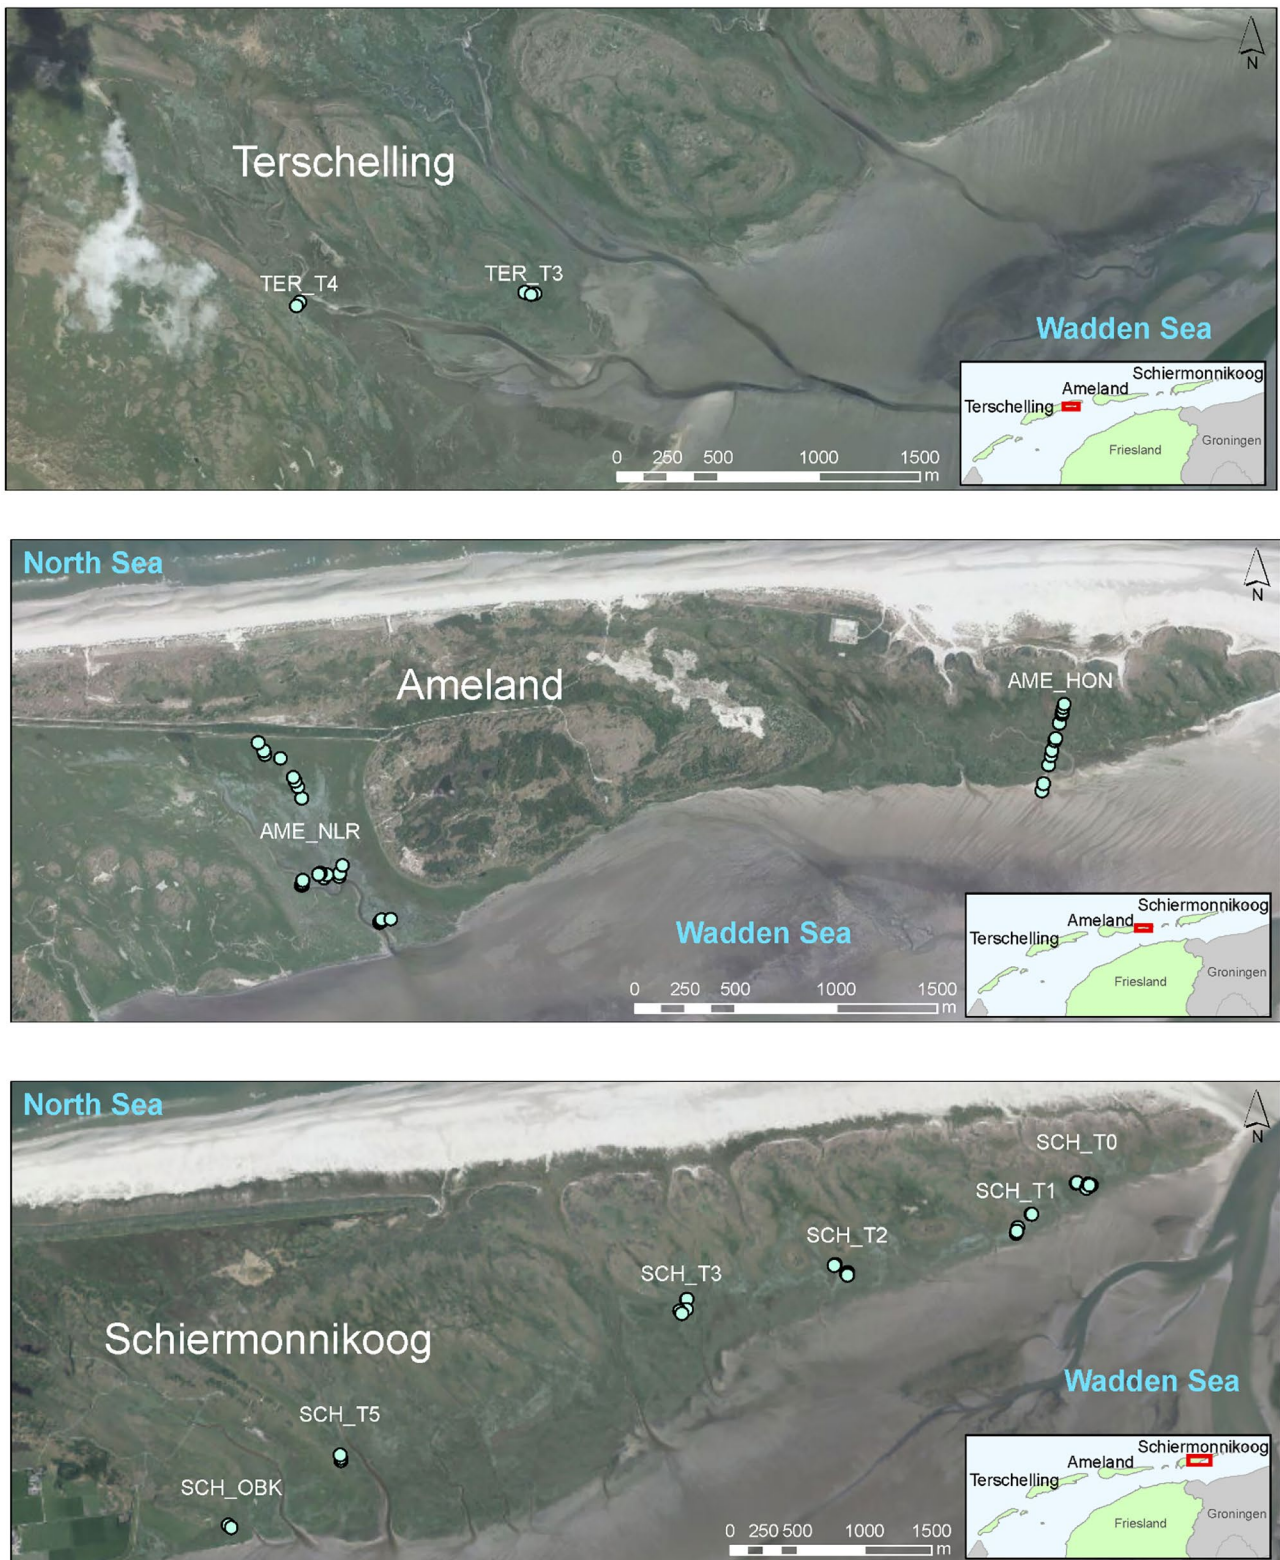 N
Terschelling
TER_T4
TER_T3
Wadden Sea
Schiermonnikoog
Ameland
Terschelling
Friesland
Groningen
0 250 500 1000 1500
m
North Sea
N
Ameland
AME_HON
AME_NLR
Wadden Sea
Schiermonnikoog
Ameland
Terschelling
Friesland
Groningen
0 250 500 1000 1500
m
North Sea
N
SCH_T0
SCH_T1
SCH_T2
SCH_T3
Schiermonnikoog
Wadden Sea
SCH_T5
SCH_OBK
Schiermonnikoog
Ameland
Terschelling
Friesland
Groningen
0 250 500 1000 1500
m